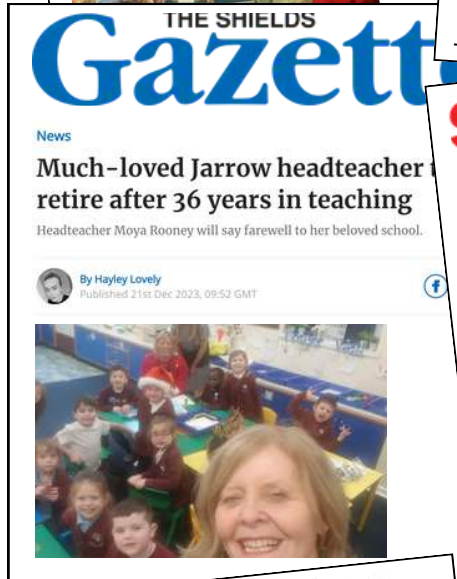 THE SHIELDS
Gazette
News
Much-loved Jarrow headteacher
retire after 36 years in teaching
Headteacher Moya Rooney will say farewell to her beloved school.
By Hayley Lovely
Published 21st Dec 2023, 09:52 GMT
f